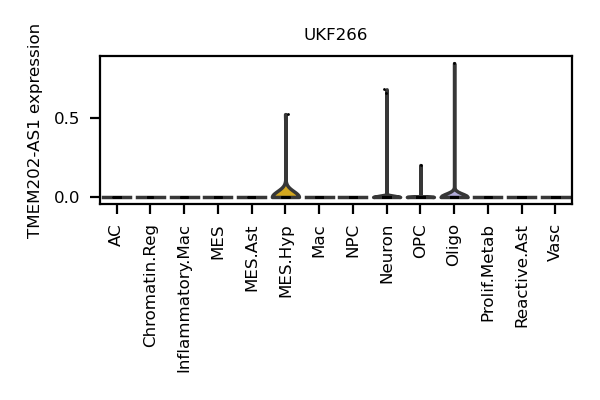 UKF266
TMEM202-AS1 expression
0.5
0.0
AC
Chromatin.Reg
Inflammatory.Mac
MES
MES.Ast
MES.Hyp
Mac
NPC
Neuron
OPC
Oligo
Prolif.Metab
Reactive.Ast
Vasc